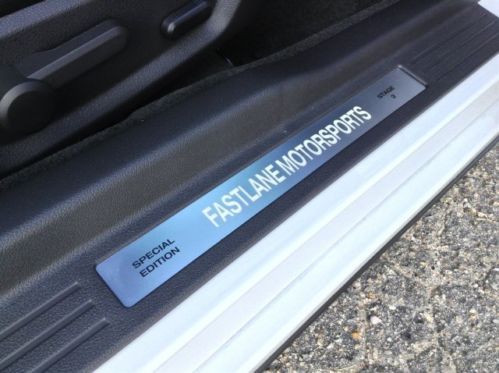 SPECIAL
EDITION
FASTLANE MOTORSPORTS
STAGE
3